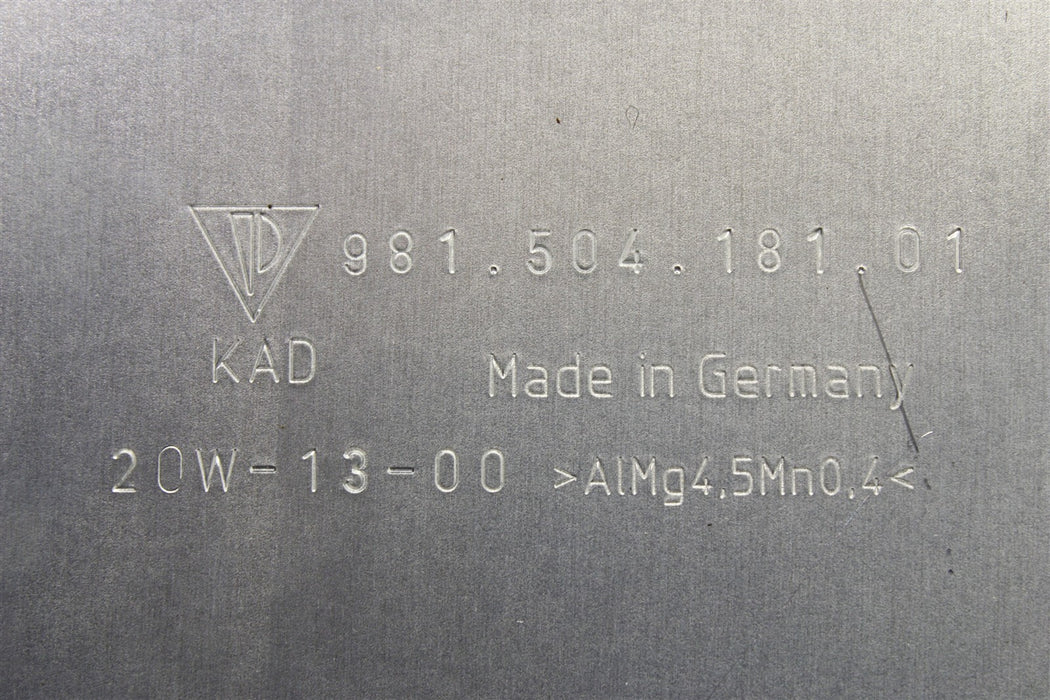 981.504.181.01
KAD
Made in Germany
20W-13-00
>AlMg4,5Mn0,4<